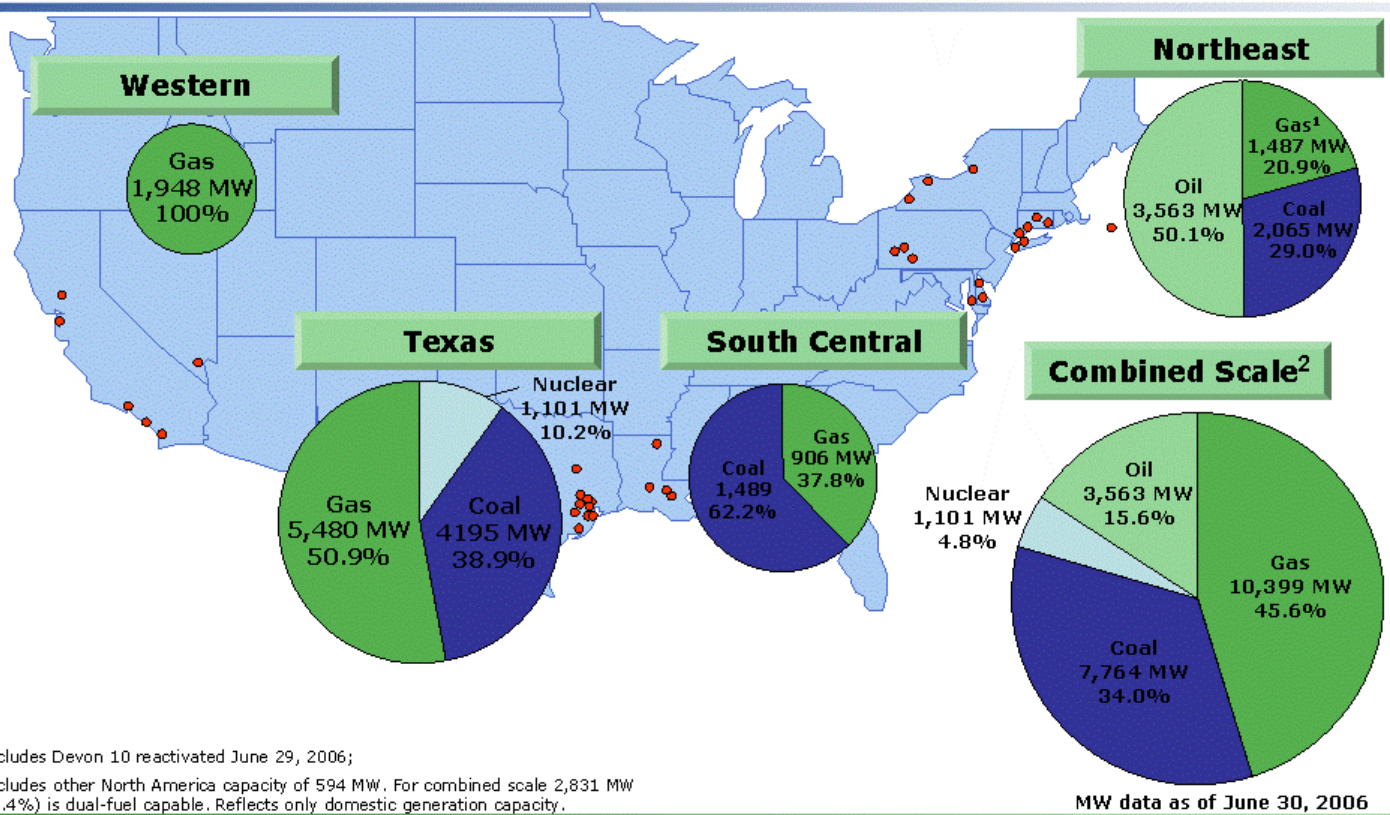 Western
Gas
1,948 MW
100%
Northeast
Gas¹
1,487 MW
20.9%
Oil
3,563 MW
50.1%
Coal
2,065 MW
29.0%
Texas
Nuclear
1,101 MW
10.2%
Gas
5,480 MW
50.9%
Coal
4195 MW
38.9%
South Central
Coal
1,489
62.2%
Gas
906 MW
37.8%
Combined Scale²
Oil
3,563 MW
15.6%
Nuclear
1,101 MW
4.8%
Gas
10,399 MW
45.6%
Coal
7,764 MW
34.0%
cludes Devon 10 reactivated June 29, 2006;
cludes other North America capacity of 594 MW. For combined scale 2,831 MW
.4%) is dual-fuel capable. Reflects only domestic generation capacity.
MW data as of June 30, 2006